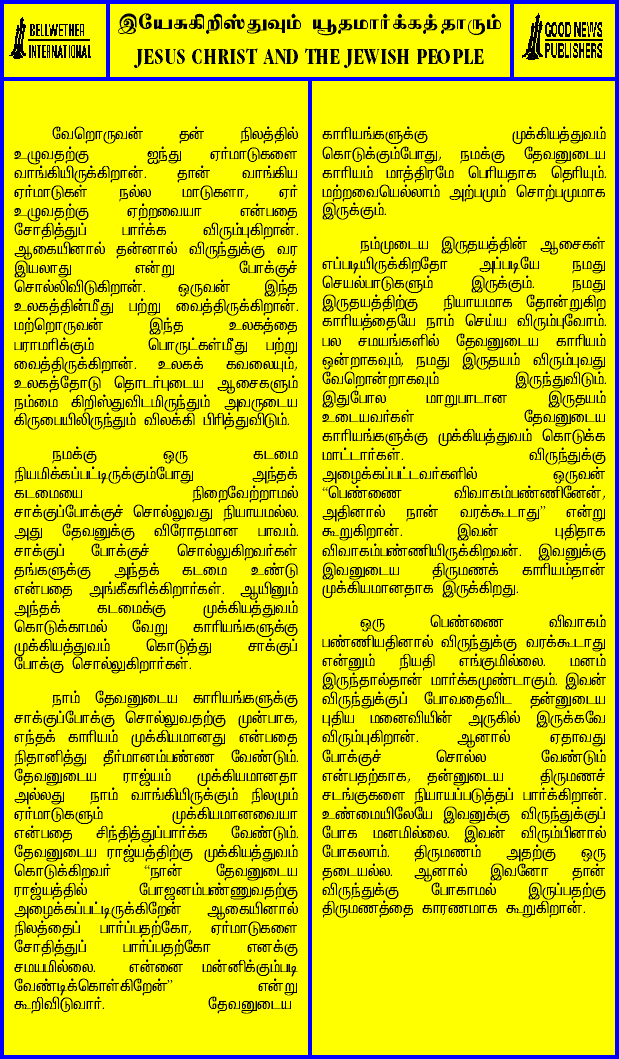 BELLWETHER
INTERNATIONAL
இயேசுகிறிஸ்துவும் யூதமார்க்கத்தாரும்
JESUS CHRIST AND THE JEWISH PEOPLE
GOOD NEWS
PUBLISHERS
வேறொருவன் தன் நிலத்தில்
உழுவதற்கு ஐந்து ஏர்மாடுகளை
வாங்கியிருக்கிறான். தான் வாங்கிய
ஏர்மாடுகள் நல்ல மாடுகளா, ஏர்
உழுவதற்கு ஏற்றவையா என்பதை
சோதித்துப் பார்க்க விரும்புகிறான்.
ஆகையினால் தன்னால் விருந்துக்கு வர
இயலாது என்று போக்குச்
சொல்லிவிடுகிறான். ஒருவன் இந்த
உலகத்தின்மீது பற்று வைத்திருக்கிறான்.
மற்றொருவன் இந்த உலகத்தை
பராமரிக்கும் பொருட்கள்மீது பற்று
வைத்திருக்கிறான். உலகக் கவலையும்,
உலகத்தோடு தொடர்புடைய ஆசைகளும்
நம்மை கிறிஸ்துவிடமிருந்தும் அவருடைய
கிருபையிலிருந்தும் விலக்கி பிரித்துவிடும்.
நமக்கு ஒரு கடமை
நியமிக்கப்பட்டிருக்கும்போது அந்தக்
கடமையை நிறைவேற்றாமல்
சாக்குப்போக்குச் சொல்லுவது நியாயமல்ல.
அது தேவனுக்கு விரோதமான பாவம்.
சாக்குப் போக்குச் சொல்லுகிறவர்கள்
தங்களுக்கு அந்தக் கடமை உண்டு
என்பதை அங்கீகரிக்கிறார்கள். ஆயினும்
அந்தக் கடமைக்கு முக்கியத்துவம்
கொடுக்காமல் வேறு காரியங்களுக்கு
முக்கியத்துவம் கொடுத்து சாக்குப்
போக்கு சொல்லுகிறார்கள்.
நாம் தேவனுடைய காரியங்களுக்கு
சாக்குப்போக்கு சொல்லுவதற்கு முன்பாக,
எந்தக் காரியம் முக்கியமானது என்பதை
நிதானித்து தீர்மானம்பண்ண வேண்டும்.
தேவனுடைய ராஜ்யம் முக்கியமானதா
அல்லது நாம் வாங்கியிருக்கும் நிலமும்
ஏர்மாடுகளும் முக்கியமானவையா
என்பதை சிந்தித்துப்பார்க்க வேண்டும்.
தேவனுடைய ராஜ்யத்திற்கு முக்கியத்துவம்
கொடுக்கிறவர் “நான் தேவனுடைய
ராஜ்யத்தில் போஜனம்பண்ணுவதற்கு
அழைக்கப்பட்டிருக்கிறேன் ஆகையினால்
நிலத்தைப் பார்ப்பதற்கோ, ஏர்மாடுகளை
சோதித்துப் பார்ப்பதற்கோ எனக்கு
சமயமில்லை. என்னை மன்னிக்கும்படி
வேண்டிக்கொள்கிறேன்” என்று
கூறிவிடுவார். தேவனுடைய
காரியங்களுக்கு முக்கியத்துவம்
கொடுக்கும்போது, நமக்கு தேவனுடைய
காரியம் மாத்திரமே பெரியதாக தெரியும்.
மற்றவையெல்லாம் அற்பமும் சொற்பமுமாக
இருக்கும்.
நம்முடைய இருதயத்தின் ஆசைகள்
எப்படியிருக்கிறதோ அப்படியே நமது
செயல்பாடுகளும் இருக்கும். நமது
இருதயத்திற்கு நியாயமாக தோன்றுகிற
காரியத்தையே நாம் செய்ய விரும்புவோம்.
பல சமயங்களில் தேவனுடைய காரியம்
ஒன்றாகவும், நமது இருதயம் விரும்புவது
வேறொன்றாகவும் இருந்துவிடும்.
இதுபோல மாறுபாடான இருதயம்
உடையவர்கள் தேவனுடைய
காரியங்களுக்கு முக்கியத்துவம் கொடுக்க
மாட்டார்கள். விருந்துக்கு
அழைக்கப்பட்டவர்களில் ஒருவன்
“பெண்ணை விவாகம்பண்ணினேன்,
அதினால் நான் வரக்கூடாது” என்று
கூறுகிறான். இவன் புதிதாக
விவாகம்பண்ணியிருக்கிறவன். இவனுக்கு
இவனுடைய திருமணக் காரியம்தான்
முக்கியமானதாக இருக்கிறது.
ஒரு பெண்ணை விவாகம்
பண்ணியதினால் விருந்துக்கு வரக்கூடாது
என்னும் நியதி எங்குமில்லை. மனம்
இருந்தால்தான் மார்க்கமுண்டாகும். இவன்
விருந்துக்குப் போவதைவிட தன்னுடைய
புதிய மனைவியின் அருகில் இருக்கவே
விரும்புகிறான். ஆனால் ஏதாவது
போக்குச் சொல்ல வேண்டும்
என்பதற்காக, தன்னுடைய திருமணச்
சடங்குகளை நியாயப்படுத்தப் பார்க்கிறான்.
உண்மையிலேயே இவனுக்கு விருந்துக்குப்
போக மனமில்லை. இவன் விரும்பினால்
போகலாம். திருமணம் அதற்கு ஒரு
தடையல்ல. ஆனால் இவனோ தான்
விருந்துக்கு போகாமல் இருப்பதற்கு
திருமணத்தை காரணமாக கூறுகிறான்.